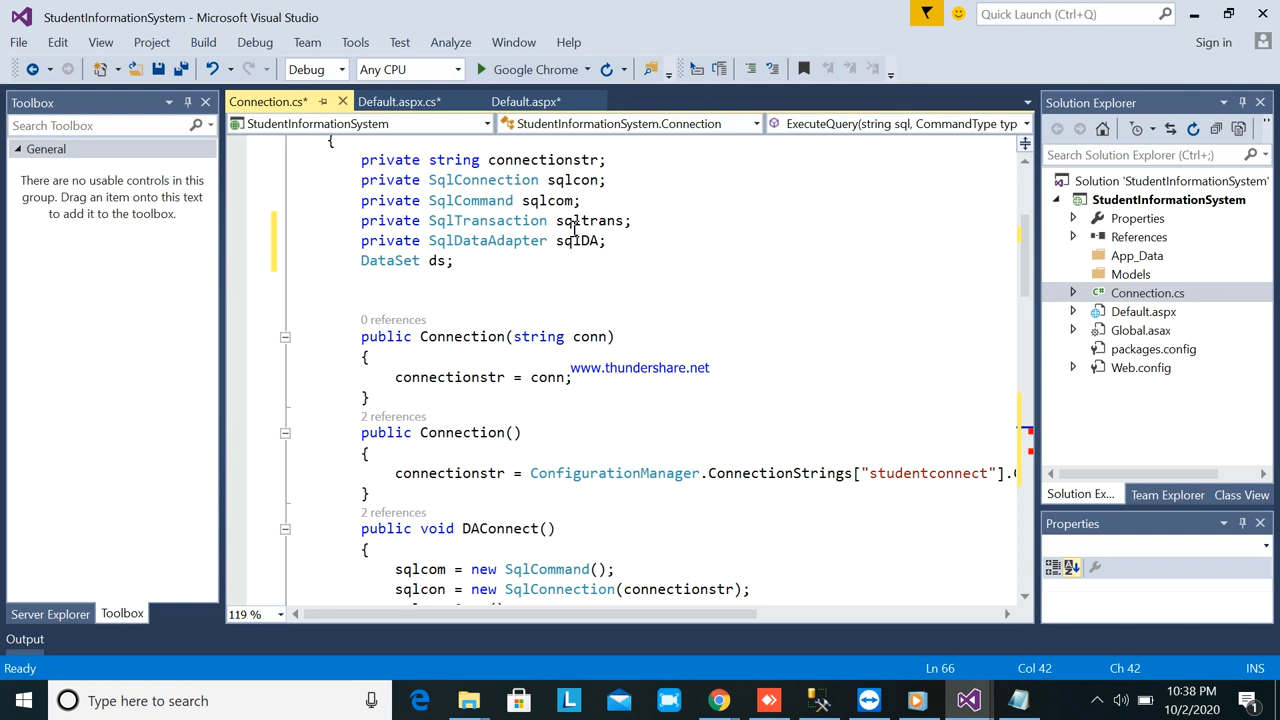 StudentInformationSystem - Microsoft Visual Studio
Quick Launch (Ctrl+Q)
File Edit View Project Build Debug Team Tools Test Analyze Window Help
Sign in
Debug Any CPU Google Chrome
Toolbox
Search Toolbox
General
There are no usable controls in this
group. Drag an item onto this text
to add it to the toolbox.
Server Explorer Toolbox
Connection.cs* Default.aspx.cs* Default.aspx*
StudentInformationSystem StudentInformationSystem.Connection ExecuteQuery(string sql, CommandType typ
{
private string connectionstr;
private SqlConnection sqlcon;
private SqlCommand sqlcom;
private SqlTransaction sqltrans;
private SqlDataAdapter sqlDA;
DataSet ds;
0 references
public Connection(string conn)
{
www.thundershare.net
connectionstr = conn;
}
2 references
public Connection()
{
connectionstr = ConfigurationManager.ConnectionStrings["studentconnect"].
}
2 references
public void DAConnect()
{
sqlcom = new SqlCommand();
sqlcon = new SqlConnection(connectionstr);
119 %
Solution Explorer
Search Solution Explorer (Ctrl+;)
Solution 'StudentInformationSystem'
StudentInformationSystem
Properties
References
App_Data
Models
Connection.cs
Default.aspx
Global.asax
packages.config
Web.config
Solution Ex... Team Explorer Class View
Properties
Output
Ready Ln 66 Col 42 Ch 42 INS
Type here to search
10:38 PM
10/2/2020
1